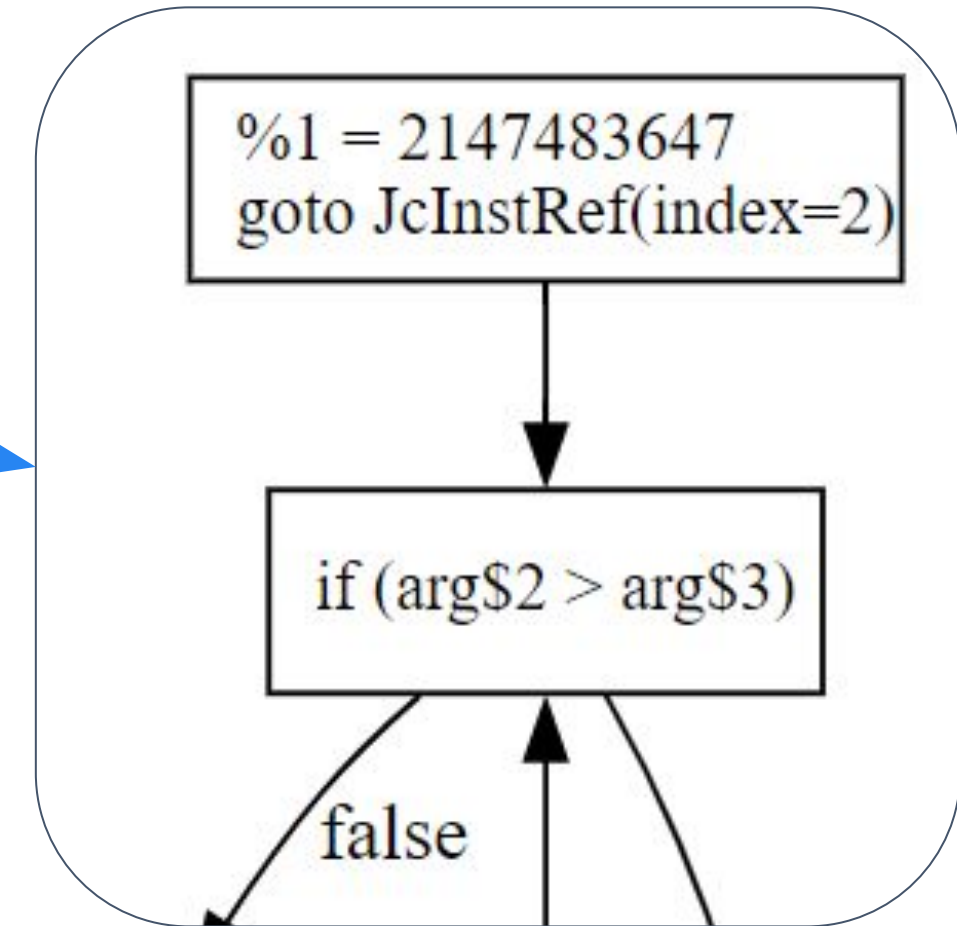 %1 = 2147483647
goto JcInstRef(index=2)
if (arg$2 > arg$3)
false